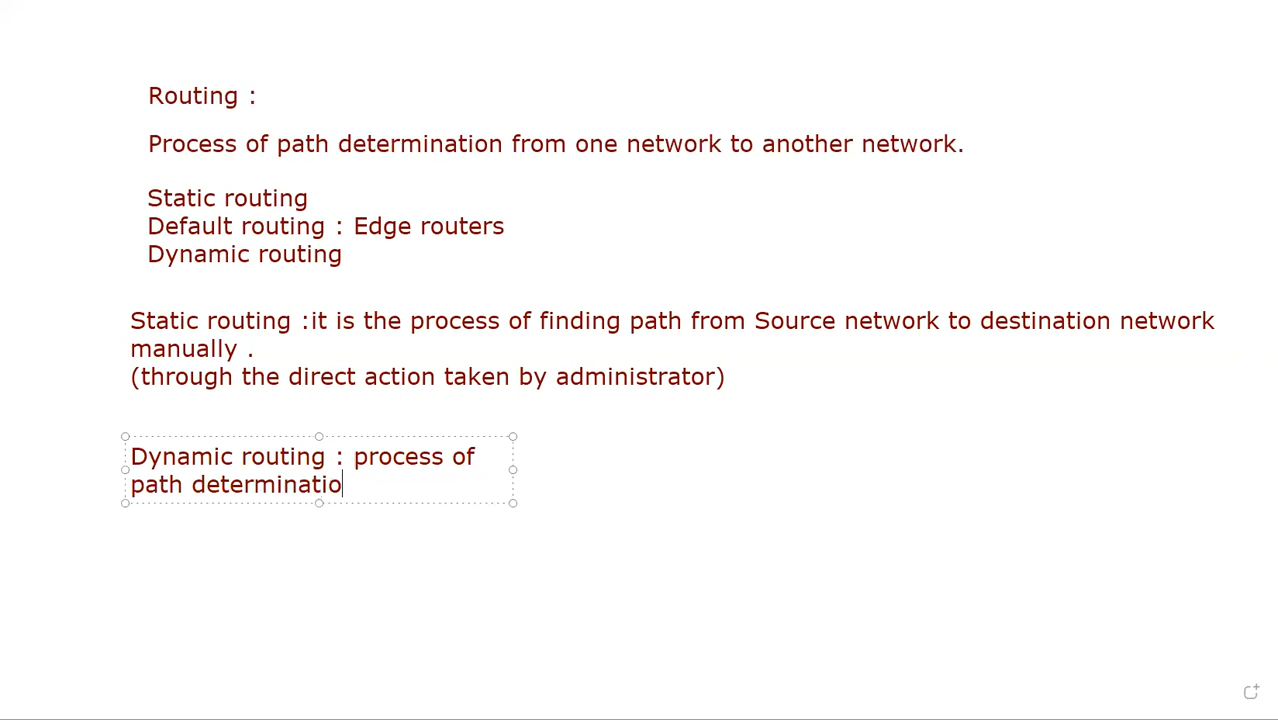 Routing :
Process of path determination from one network to another network.
Static routing
Default routing : Edge routers
Dynamic routing
Static routing :it is the process of finding path from Source network to destination network
manually .
(through the direct action taken by administrator)
Dynamic routing : process of
path determinatio